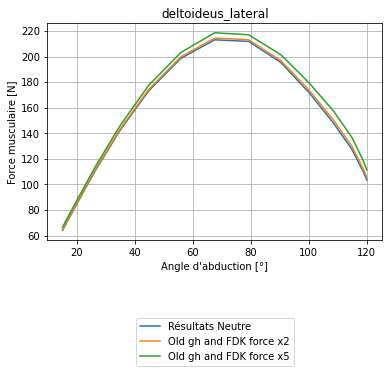 deltoideus_lateral
Force musculaire [N]
220
200
180
160
140
120
100
80
60
20
40
60
80
100
120
Angle d'abduction [°]
Résultats Neutre
Old gh and FDK force x2
Old gh and FDK force x5